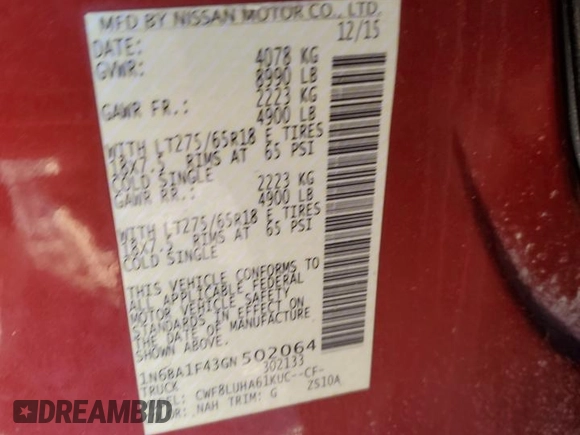 MFD BY NISSAN MOTOR CO., LTD.
DATE: 12/15
GVWR: 4078 KG
8990 LB
GAWR FR.: 2223 KG
4900 LB
WITH LT275/65R18 E TIRES
18X7.5 RIMS AT 65 PSI
COLD SINGLE
GAWR RR.: 2223 KG
4900 LB
WITH LT275/65R18 E TIRES
18X7.5 RIMS AT 65 PSI
COLD SINGLE
THIS VEHICLE CONFORMS TO
ALL APPLICABLE FEDERAL
MOTOR VEHICLE SAFETY
STANDARDS IN EFFECT ON
THE DATE OF MANUFACTURE
SHOWN ABOVE.
1N6BA1F43GN502064
TRUCK 302133
CWF8LUHA61KUC--CF-
NAH TRIM: G ZS10A
DREAMBID